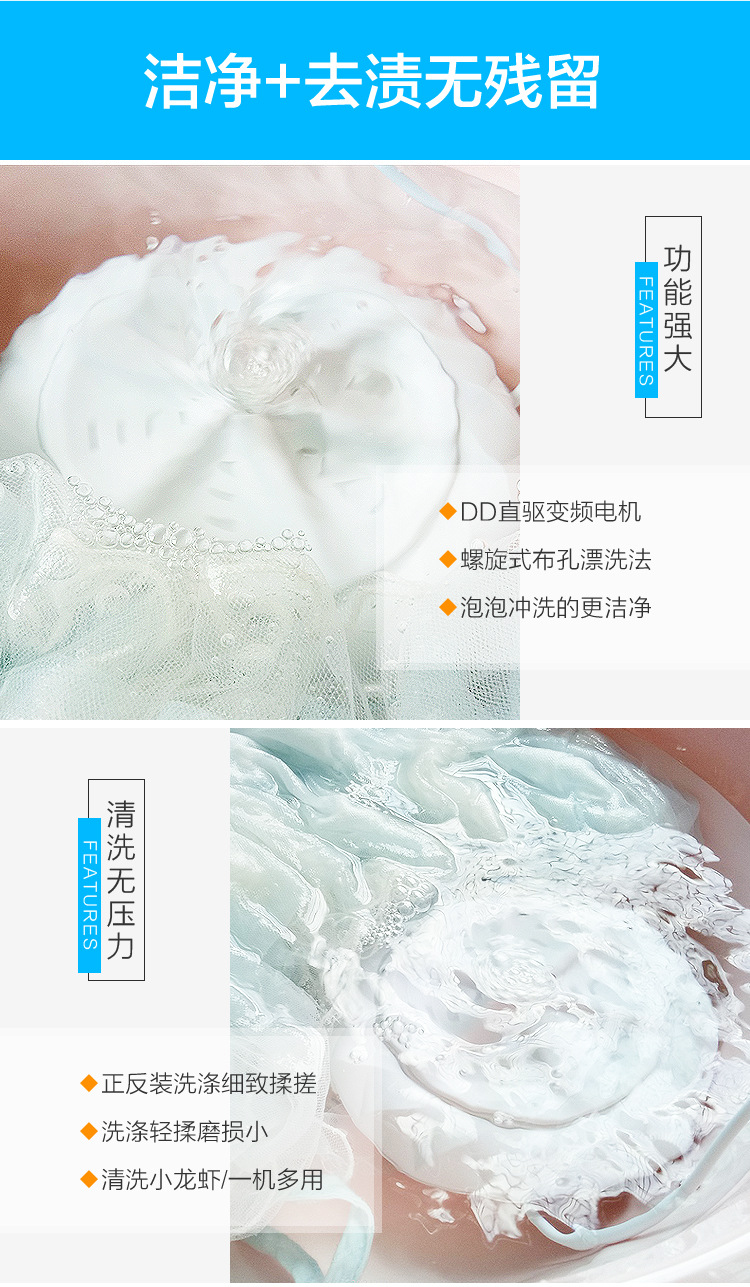 洁净+去渍无残留
功能强大
FEATURES
◆DD直驱变频电机
◆螺旋式布孔漂洗法
◆泡泡冲洗的更洁净
清洗无压力
FEATURES
◆正反装洗涤细致揉搓
◆洗涤轻揉磨损小
◆清洗小龙虾/一机多用